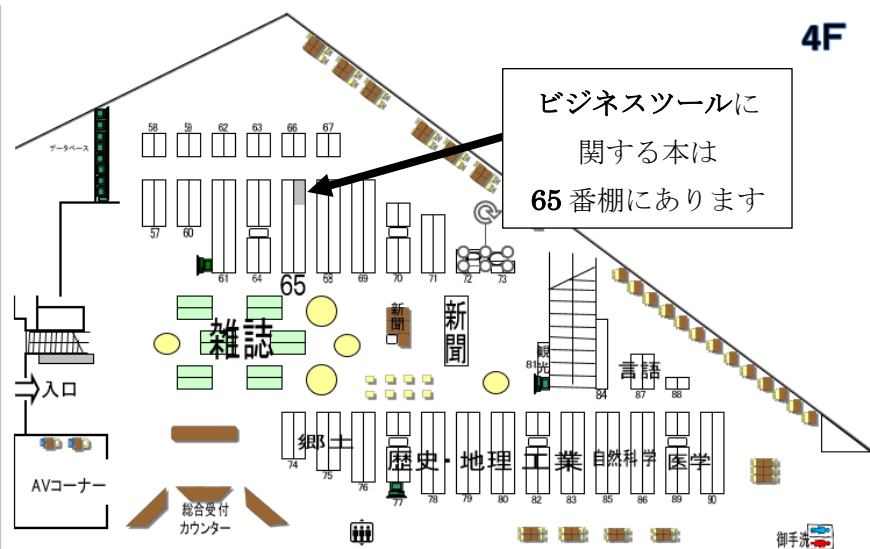 4F
ビジネスツールに
関する本は
65 番棚にあります
58 59 62 63 66 67
データベース
57 60
61 64 65 68 69 70 71 72 73
雑誌
新聞
新聞
観光
81
言語
84 87 88
入口
郷土
歴史・地理 工業 自然科学 医学
74 75 76 77 78 79 80 82 83 85 86 89 90
AVコーナー
総合受付
カウンター
御手洗